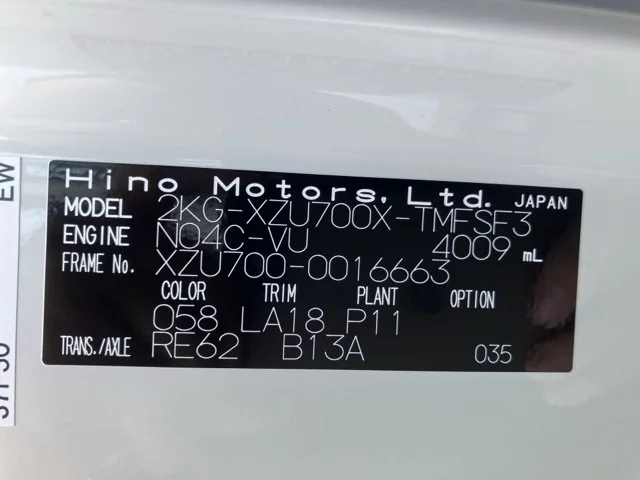 Hino Motors, Ltd. JAPAN
MODEL 2KG-XZU700X-TMFSF3
ENGINE N04C-VU 4009 mL
FRAME No. XZU700-0016663
COLOR TRIM PLANT OPTION
058 LA18 P11
TRANS./AXLE RE62 B13A 035
EW